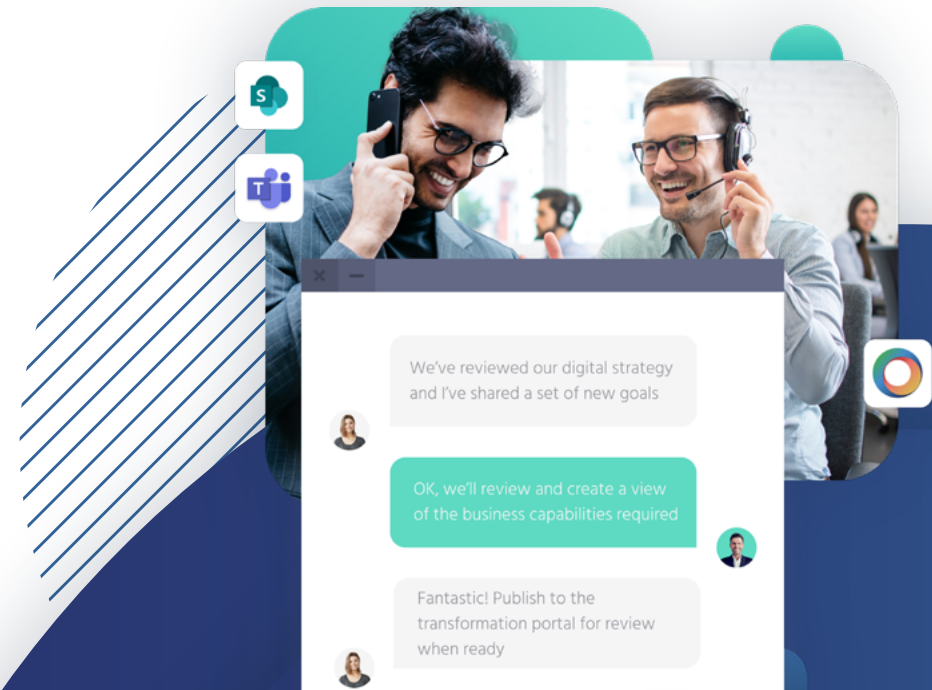 S
T
We've reviewed our digital strategy
and I've shared a set of new goals
OK, we'll review and create a view
of the business capabilities required
Fantastic! Publish to the
transformation portal for review
when ready